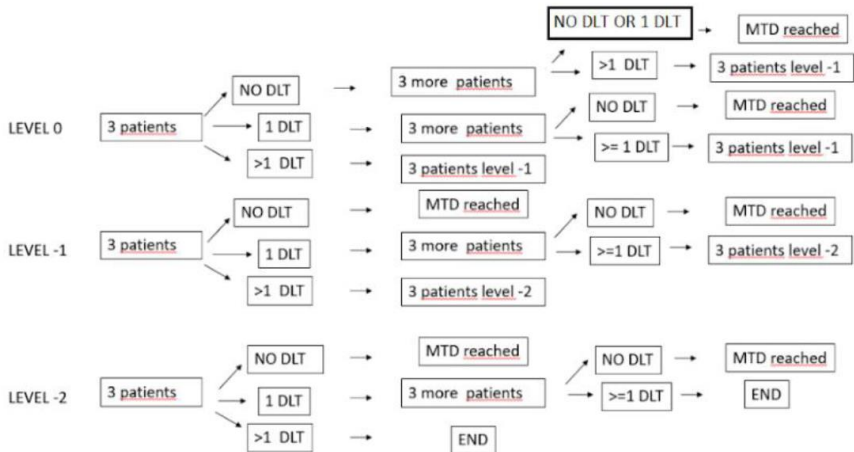 NO DLT OR 1 DLT
MTD reached
>1 DLT
3 patients level -1
NO DLT
3 more patients
LEVEL 0
3 patients
1 DLT
3 more patients
NO DLT
MTD reached
>= 1 DLT
3 patients level -1
>1 DLT
3 patients level -1
LEVEL -1
3 patients
NO DLT
MTD reached
1 DLT
3 more patients
NO DLT
MTD reached
>=1 DLT
3 patients level -2
>1 DLT
3 patients level -2
LEVEL -2
3 patients
NO DLT
MTD reached
1 DLT
3 more patients
NO DLT
MTD reached
>=1 DLT
END
>1 DLT
END